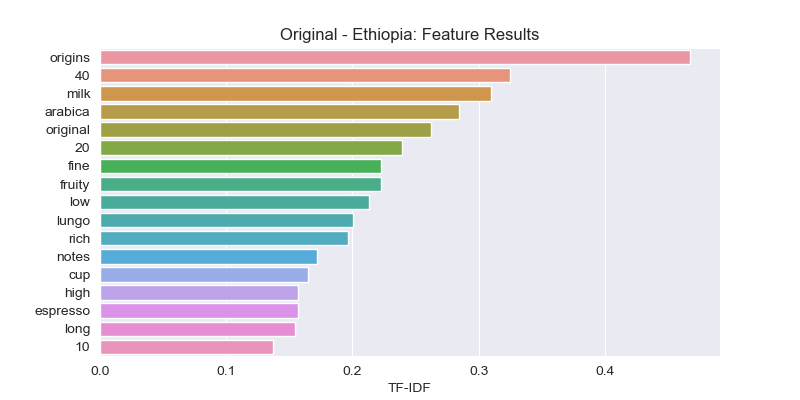 Original - Ethiopia: Feature Results
origins
40
milk
arabica
original
20
fine
fruity
low
lungo
rich
notes
cup
high
espresso
long
10
0.0 0.1 0.2 0.3 0.4
TF-IDF